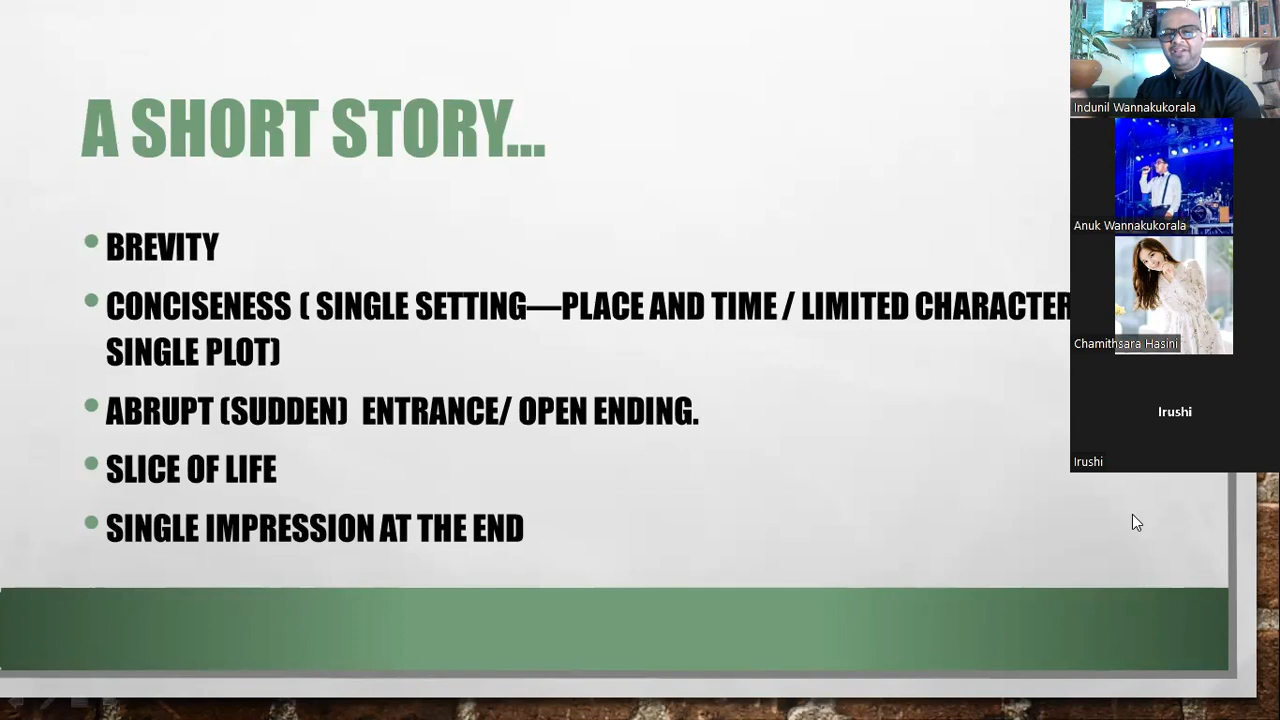 A SHORT STORY...
BREVITY
CONCISENESS ( SINGLE SETTING—PLACE AND TIME / LIMITED CHARACTER
SINGLE PLOT)
ABRUPT (SUDDEN) ENTRANCE/ OPEN ENDING.
SLICE OF LIFE
SINGLE IMPRESSION AT THE END
Indunil Wannakukorala
Anuk Wannakukorala
Chamithsara Hasini
Irushi
Irushi